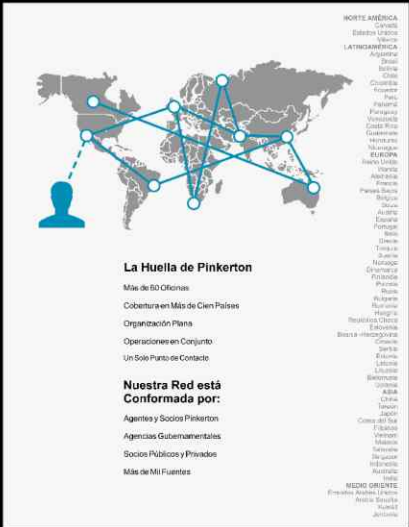 La Huella de Pinkerton
Más de 60 Oficinas
Cobertura en Más de Cien Países
Organización Plana
Operaciones en Conjunto
Un Solo Punto de Contacto
Nuestra Red está
Conformada por:
Agentes y Socios Pinkerton
Agencias Gubernamentales
Socios Públicos y Privados
Más de Mil Fuentes
NORTE AMÉRICA
Canadá
Estados Unidos
México
LATINOAMÉRICA
Argentina
Brasil
Bolivia
Chile
Colombia
Ecuador
Perú
Panamá
Paraguay
Venezuela
Costa Rica
Guatemala
Honduras
Nicaragua
EUROPA
Reino Unido
Irlanda
Alemania
Francia
Países Bajos
Bélgica
Suiza
Austria
España
Portugal
Italia
Grecia
Turquía
Suecia
Noruega
Dinamarca
Finlandia
Polonia
Rusia
Bulgaria
Rumania
Hungría
República Checa
Eslovenia
Bosnia -Herzegovina
Croacia
Serbia
Estonia
Letonia
Lituania
Bielorrusia
Ucrania
ASIA
China
Taiwán
Japón
Corea del Sur
Filipinas
Vietnam
Malasia
Tailandia
Singapur
Indonesia
Australia
India
MEDIO ORIENTE
Emiratos Árabes Unidos
Arabia Saudita
Kuwait
Jordania